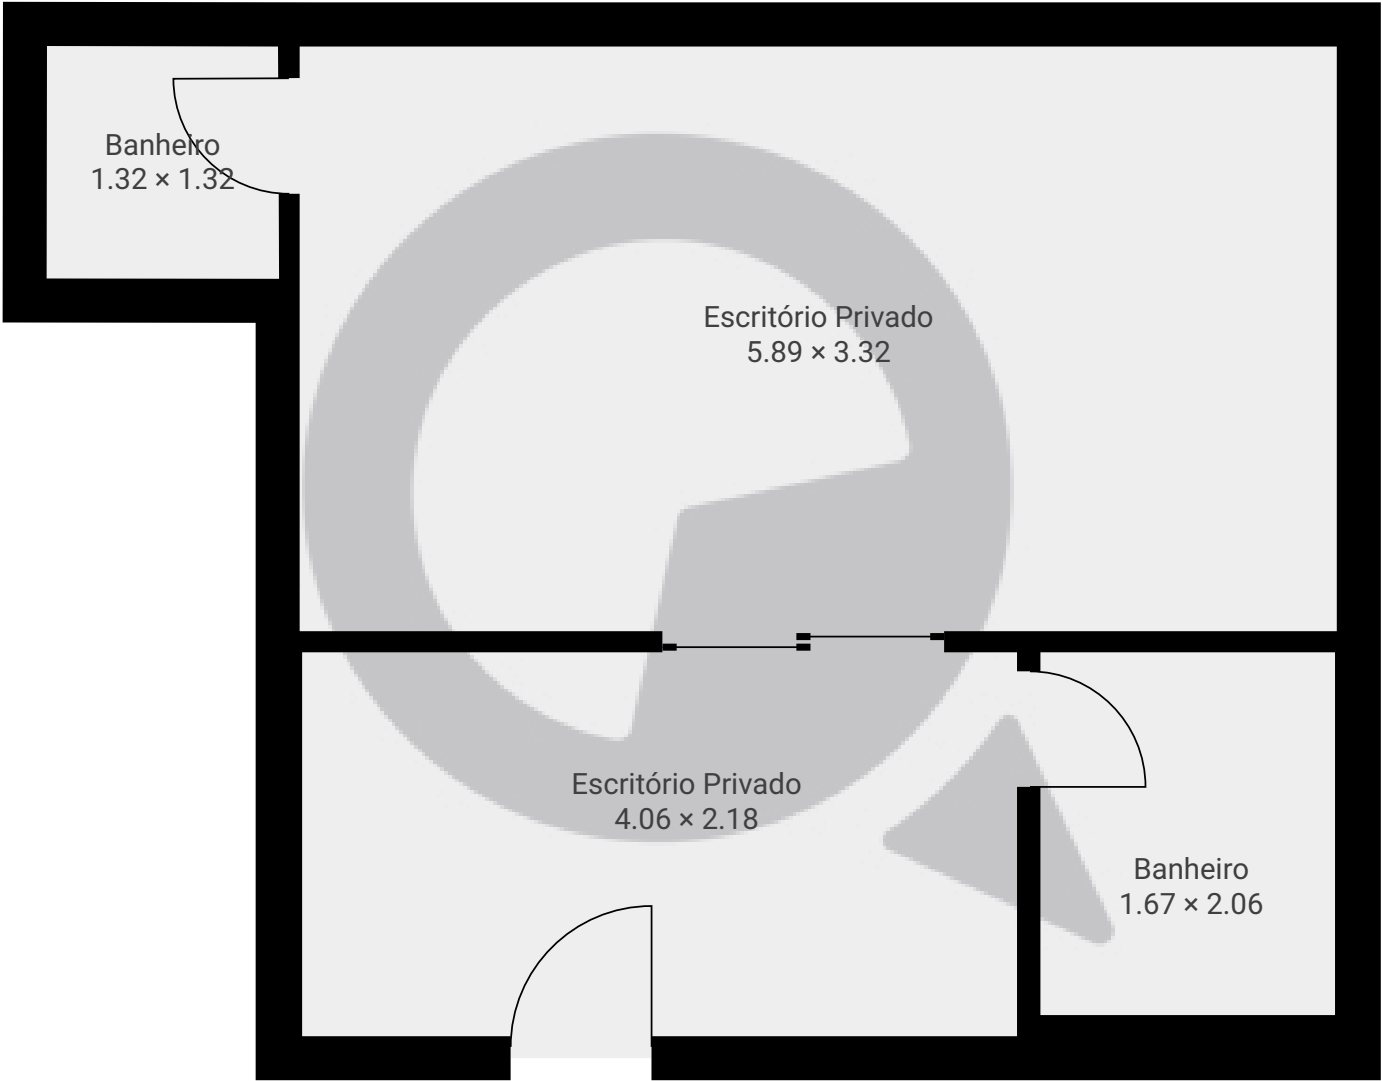 Banheiro
1.32 × 1.32
Escritório Privado
5.89 × 3.32
Escritório Privado
4.06 × 2.18
Banheiro
1.67 × 2.06